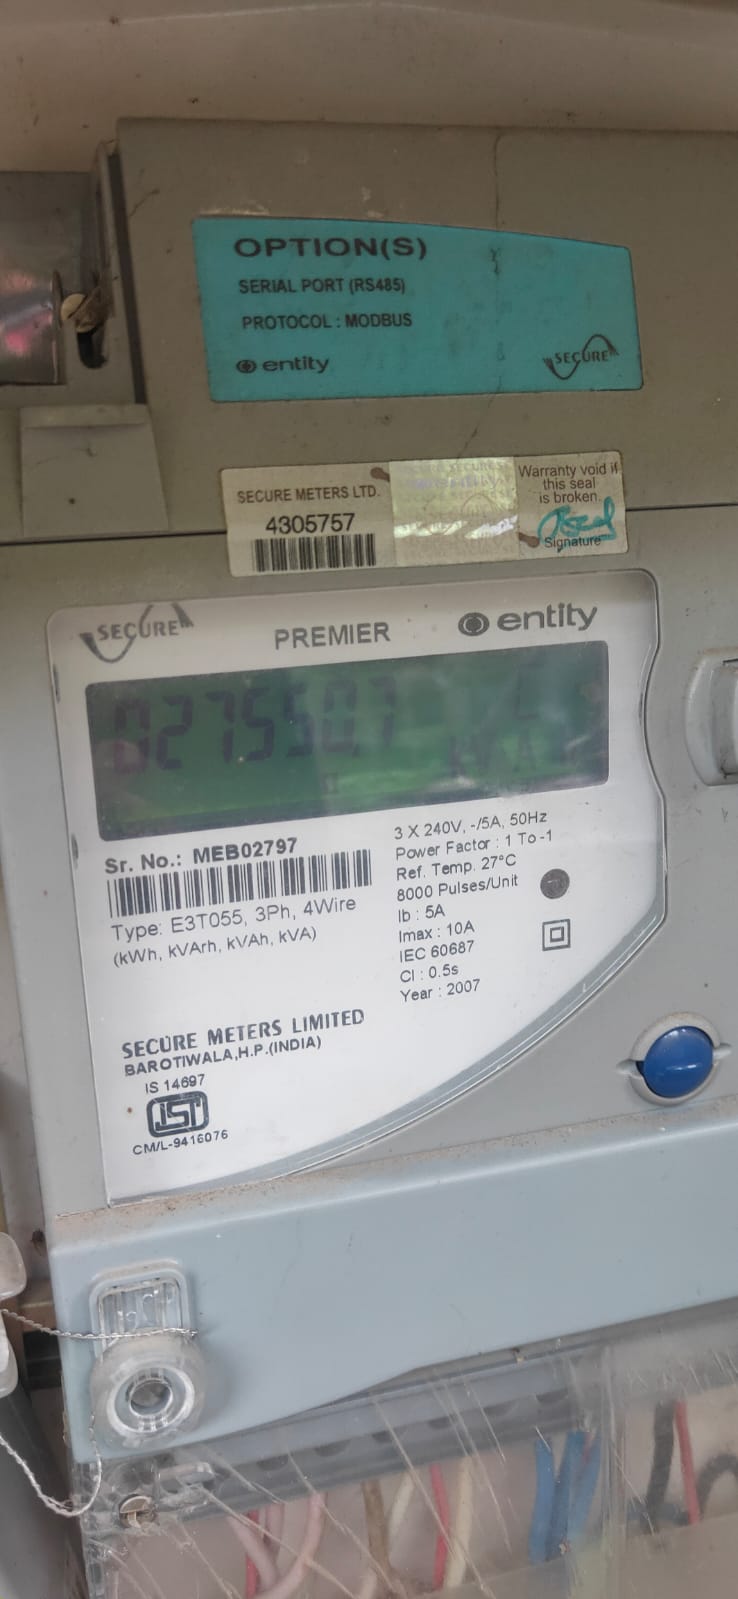 OPTION(S)
SERIAL PORT (RS485)
PROTOCOL : MODBUS
entity
SECURE
SECURE METERS LTD.
4305757
Warranty void if
this seal
is broken.
Signature
SECURE
PREMIER
entity
027550.7
Sr. No.: MEB02797
Type: E3T055, 3Ph, 4Wire
(kWh, kVArh, kVAh, kVA)
3 X 240V, -/5A, 50Hz
Power Factor : 1 To -1
Ref. Temp. 27°C
8000 Pulses/Unit
Ib : 5A
Imax : 10A
IEC 60687
Cl : 0.5s
Year : 2007
SECURE METERS LIMITED
BAROTIWALA,H.P.(INDIA)
IS 14697
ISI
CM/L-9416076